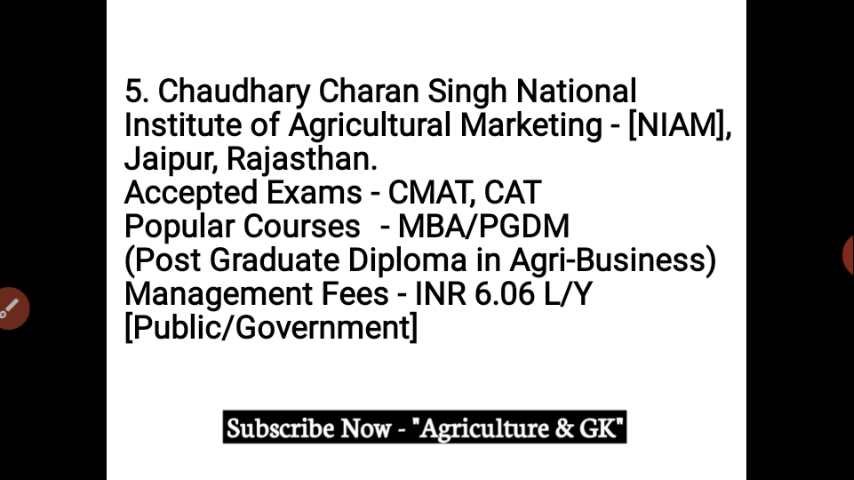 5. Chaudhary Charan Singh National
Institute of Agricultural Marketing - [NIAM],
Jaipur, Rajasthan.
Accepted Exams - CMAT, CAT
Popular Courses - MBA/PGDM
(Post Graduate Diploma in Agri-Business)
Management Fees - INR 6.06 L/Y
[Public/Government]
Subscribe Now - "Agriculture & GK"